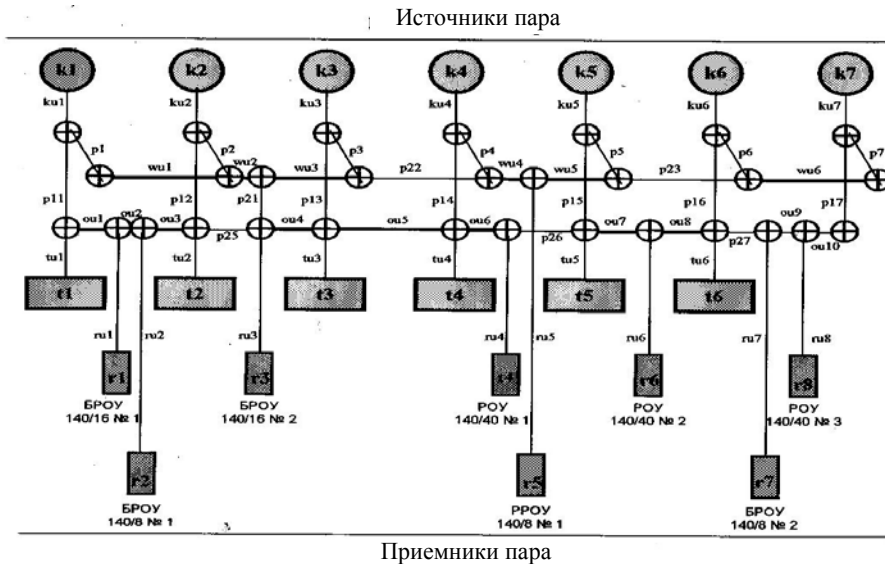 Источники пара
k1 k2 k3 k4 k5 k6 k7
ku1 ku2 ku3 ku4 ku5 ku6 ku7
p1 p2 p3 p4 p5 p6 p7
wu1 wu2 wu3 p22 wu4 wu5 p23 wu6
p11 p12 p21 p13 p14 p15 p16 p17
ou1 ou2 ou3 p25 ou4 ou5 ou6 p26 ou7 ou8 p27 ou9 ou10
tu1 tu2 tu3 tu4 tu5 tu6
t1 t2 t3 t4 t5 t6
ru1 ru2 ru3 ru4 ru5 ru6 ru7 ru8
r1 r3 r4 r6 r8
БРОУ БРОУ РОУ РОУ РОУ
140/16 № 1 140/16 № 2 140/40 № 1 140/40 № 2 140/40 № 3
r2 r5 r7
БРОУ РРОУ БРОУ
140/8 № 1 140/8 № 1 140/8 № 2
Приемники пара